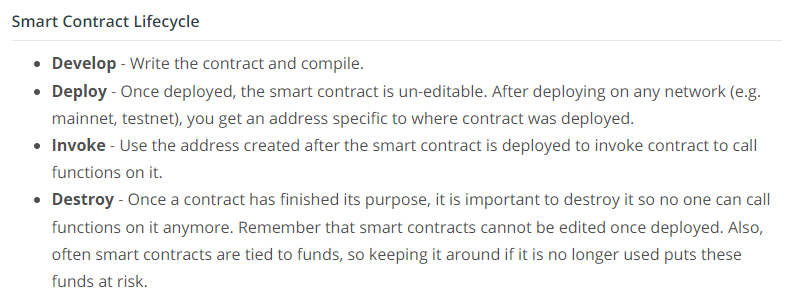 Smart Contract Lifecycle
• Develop - Write the contract and compile.
• Deploy - Once deployed, the smart contract is un-editable. After deploying on any network (e.g.
mainnet, testnet), you get an address specific to where contract was deployed.
• Invoke - Use the address created after the smart contract is deployed to invoke contract to call
functions on it.
• Destroy - Once a contract has finished its purpose, it is important to destroy it so no one can call
functions on it anymore. Remember that smart contracts cannot be edited once deployed. Also,
often smart contracts are tied to funds, so keeping it around if it is no longer used puts these
funds at risk.